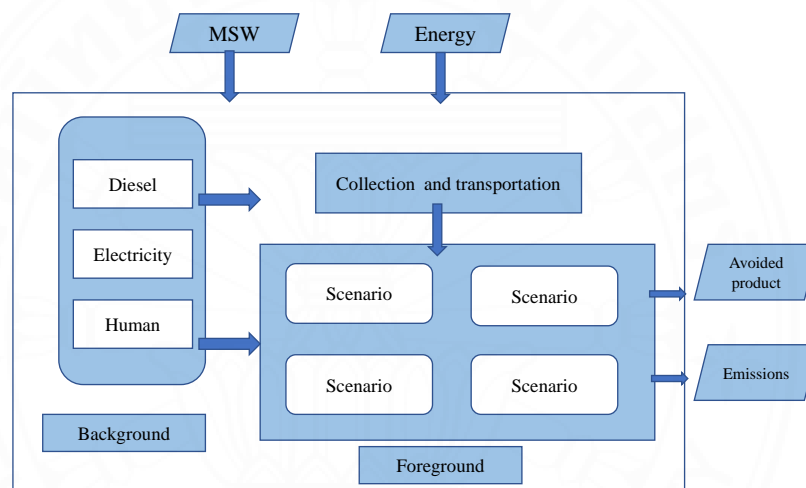 MSW
Energy
Diesel
Electricity
Human
Background
Collection and transportation
Scenario
Scenario
Scenario
Scenario
Foreground
Avoided
product
Emissions